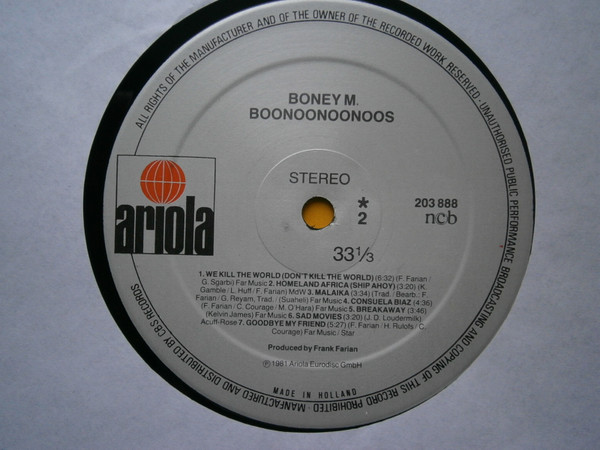 ALL RIGHTS OF THE MANUFACTURER AND OF THE OWNER OF THE RECORDED WORK RESERVED · UNAUTHORISED PUBLIC PERFORMANCE BROADCASTING AND COPYING OF THIS RECORD PROHIBITED · MANFACTURED AND DISTRIBUTED BY CBS RECORDS
BONEY M.
BOONOONOONOOS
ariola
STEREO
*
2
203 888
ncb
33⅓
1. WE KILL THE WORLD (DON'T KILL THE WORLD) (6:32) (F. Farian /
G. Sgarbi) Far Music 2. HOMELAND AFRICA (SHIP AHOY) (3:20) (K.
Gamble / L. Huff / F. Farian) MdW 3. MALAIKA (3:34) (Trad. / Bearb.: F.
Farian / G. Reyam, Trad. / (Suaheli) Far Music 4. CONSUELA BIAZ (4:36)
(F. Farian / C. Courage / M. O'Hara) Far Music 5. BREAKAWAY (3:46)
(Kelvin James) Far Music 6. SAD MOVIES (3:20) (J. D. Loudermilk)
Acuff-Rose 7. GOODBY MY FRIEND (5:27) (F. Farian / H. Rulofs / C.
Courage) Far Music / Star
Produced by Frank Farian
Ⓟ 1981 Ariola Eurodisc GmbH
MADE IN HOLLAND